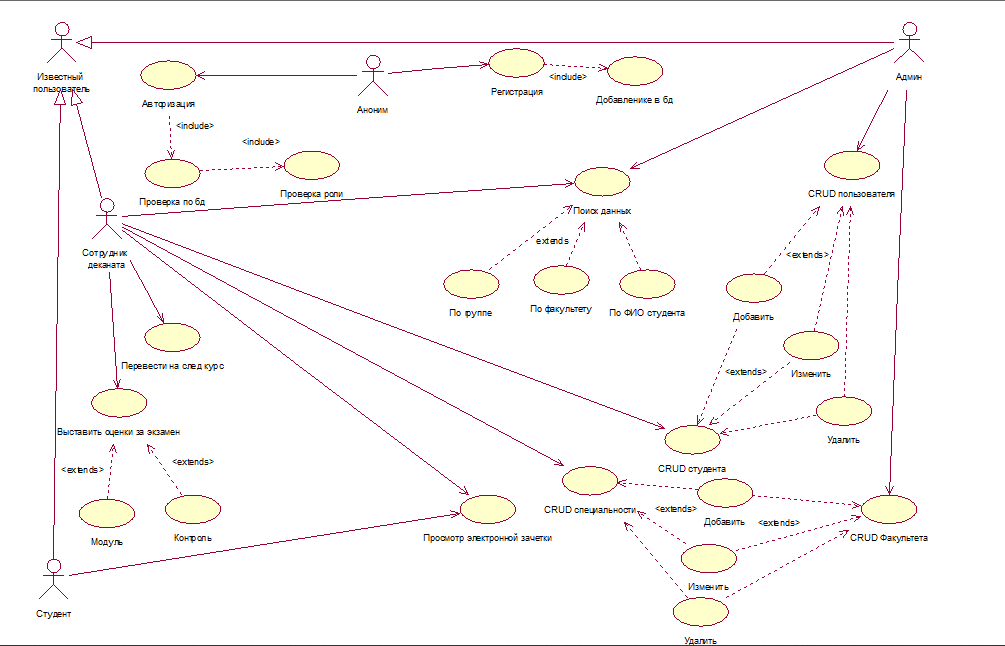 Известный
пользователь
Аноним
Админ
Авторизация
<include>
Регистрация
<include>
Добавленике в бд
<include>
Проверка по бд
Проверка роли
Поиск данных
CRUD пользователя
Сотрудник
деканата
extends
<extends>
По группе
По факультету
По ФИО студента
Добавить
Перевести на след курс
<extends>
Изменить
Выставить оценки за экзамен
Удалить
<extends>
<extends>
CRUD студента
Модуль
Контроль
Просмотр электронной зачетки
CRUD специальности
<extends>
Добавить
<extends>
CRUD Факультета
Изменить
Студент
Удалить